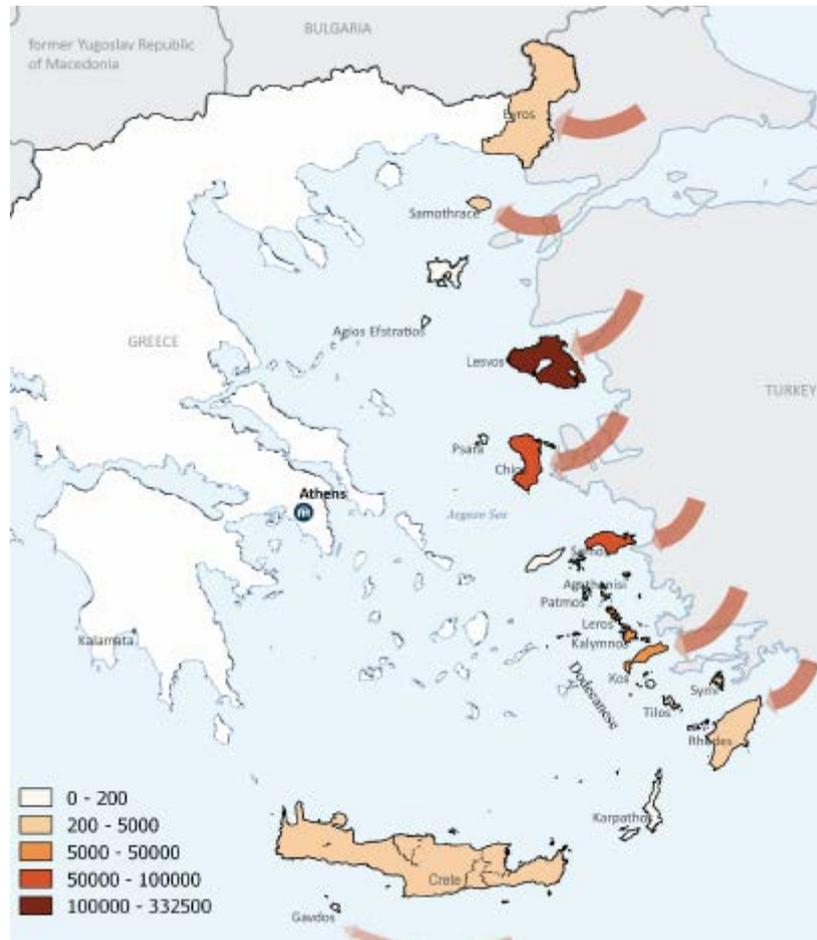 BULGARIA
former Yugoslav Republic
of Macedonia
Evros
Samothrace
Agios Efstratios
GREECE
Lesvos
TURKEY
Psara
Chios
Athens
Aegean Sea
Samos
Agathonisi
Patmos
Leros
Kalamata
Kalymnos
Kos
Dodecanese
Symi
Tilos
Rhodes
0 - 200
200 - 5000
5000 - 50000
50000 - 100000
100000 - 332500
Karpathos
Crete
Gavdos